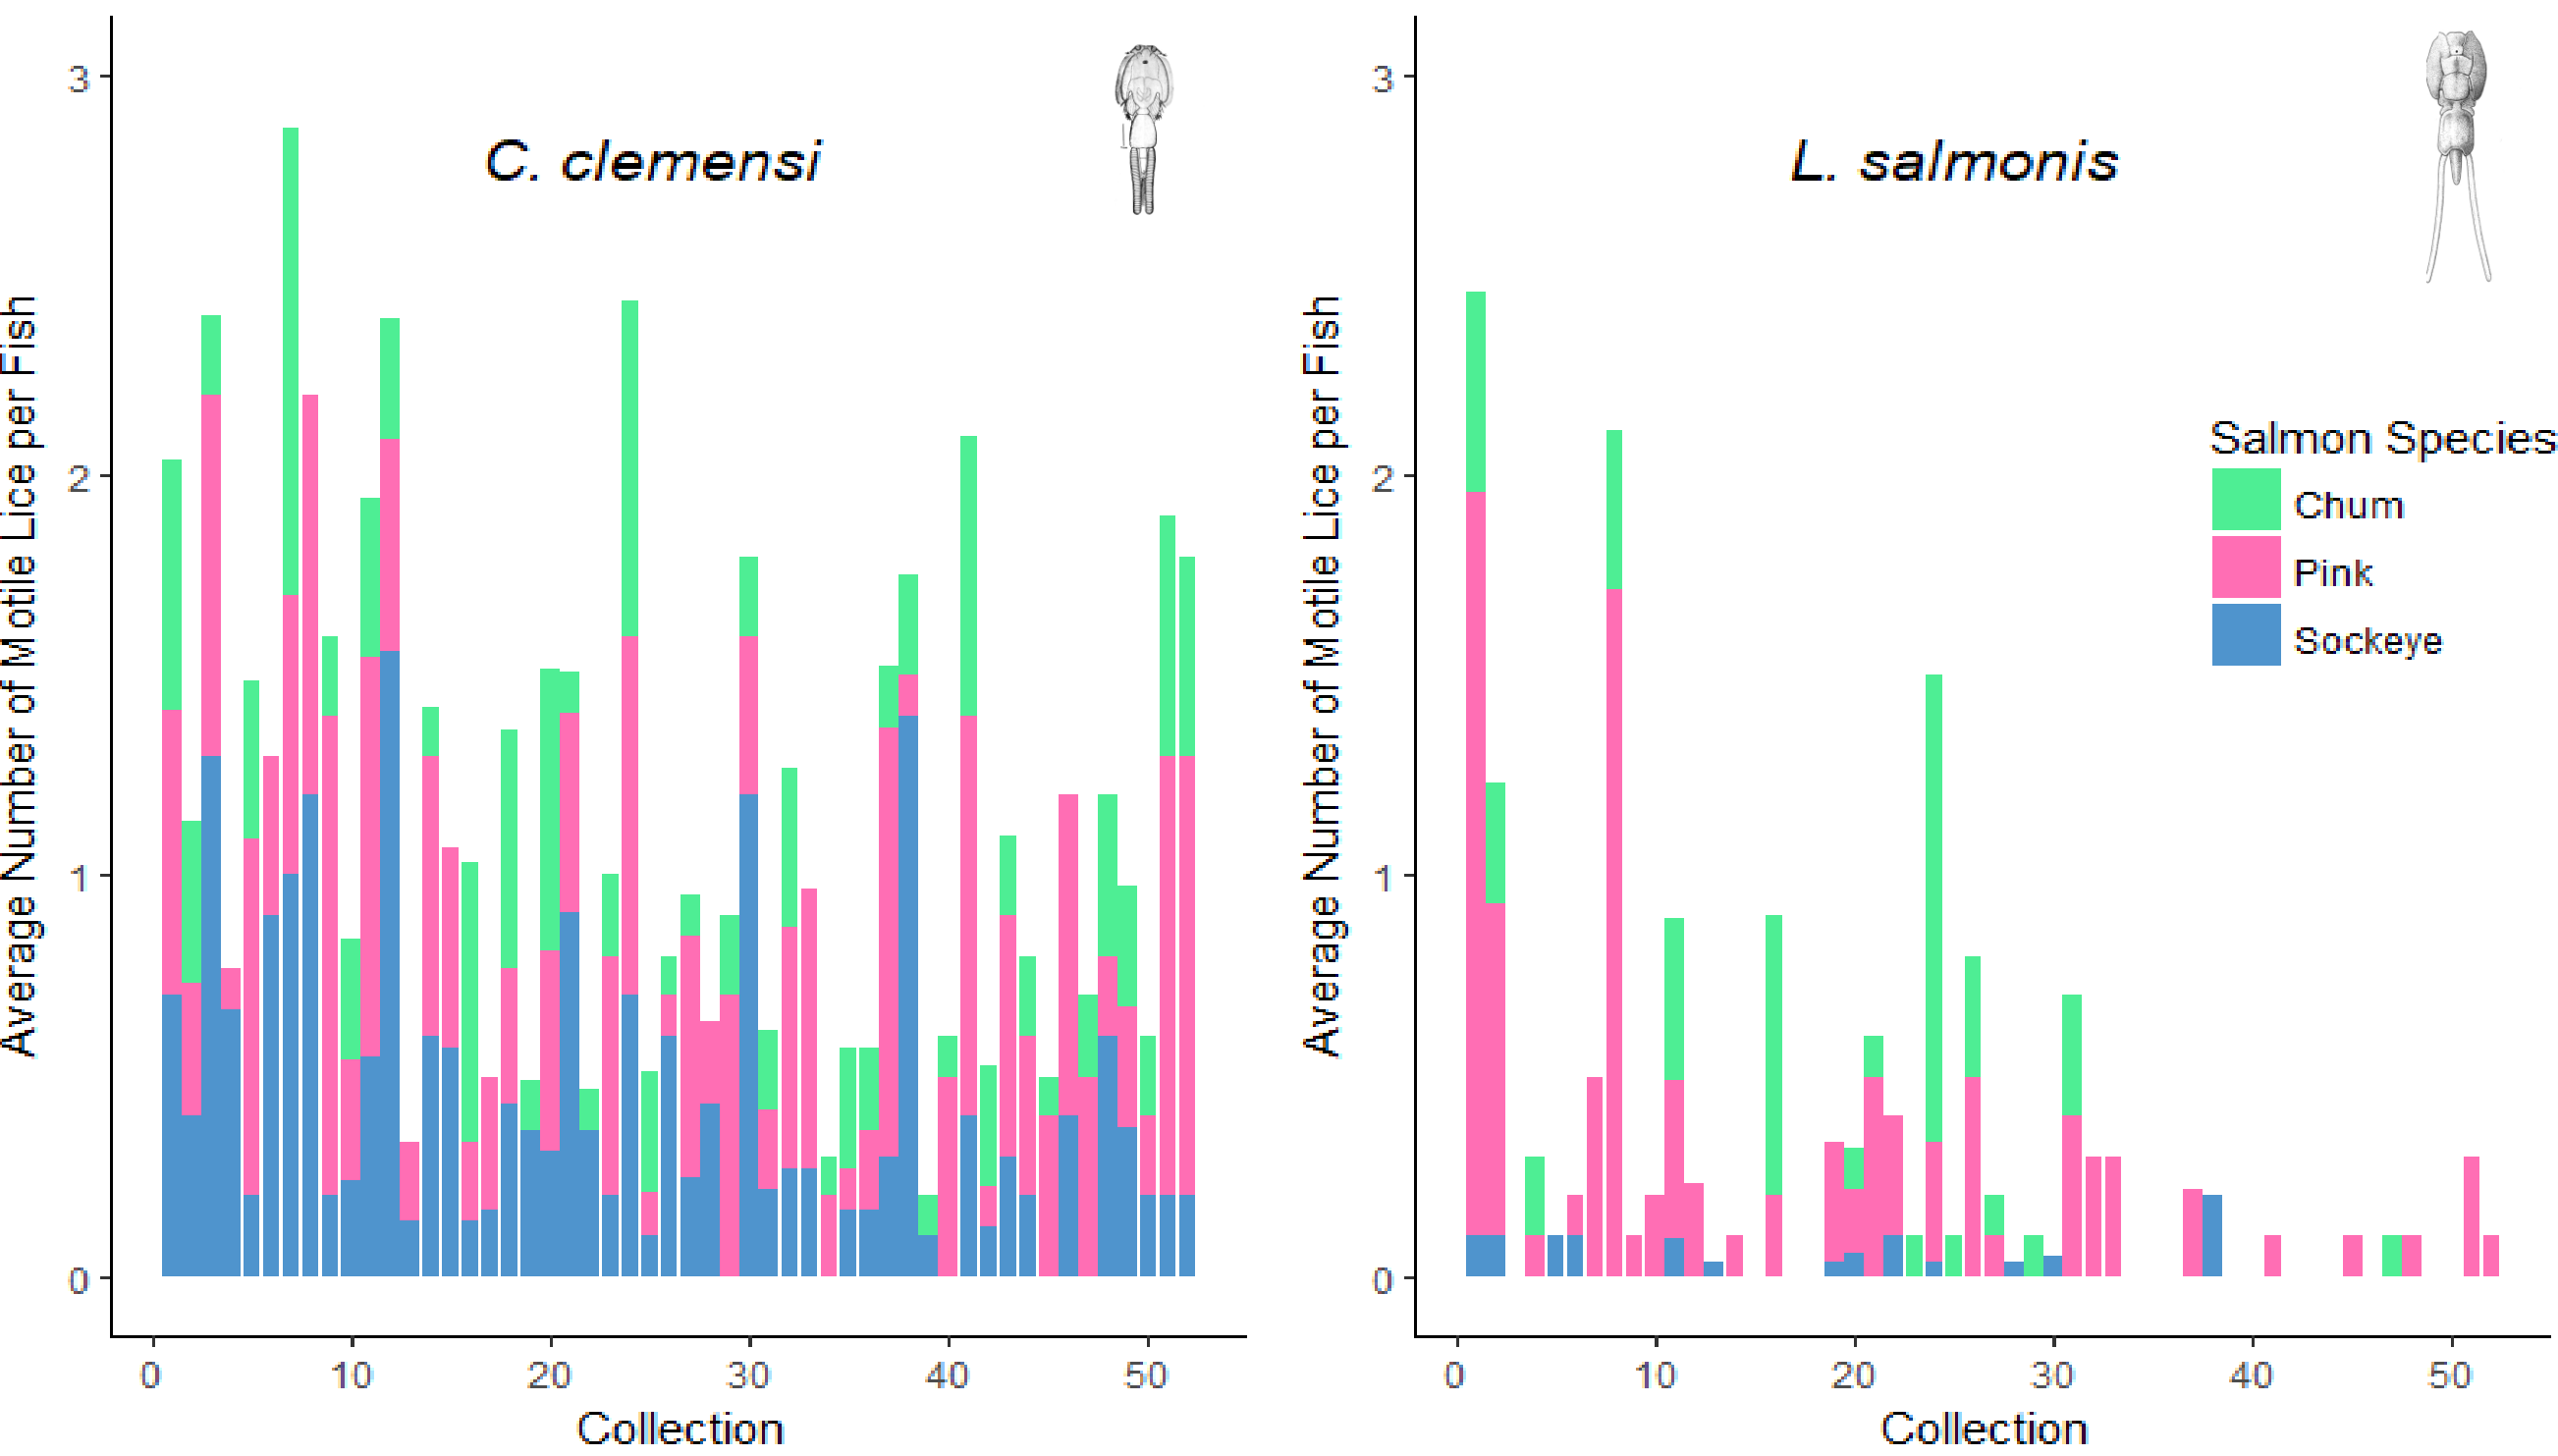 C. clemensi
Average Number of Motile Lice per Fish
3
2
1
0
0 10 20 30 40 50
Collection
L. salmonis
Average Number of Motile Lice per Fish
3
2
1
0
0 10 20 30 40 50
Collection
Salmon Species
Chum
Pink
Sockeye